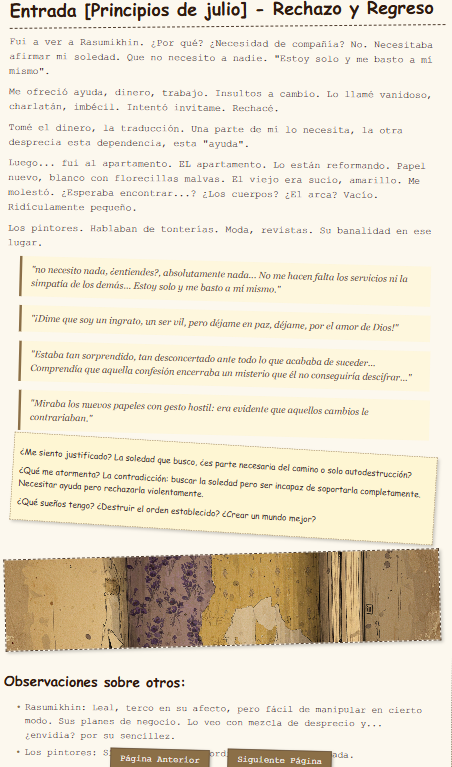 Entrada [Principios de julio] - Rechazo y Regreso
Fui a ver a Rasumikhin. ¿Por qué? ¿Necesidad de compañía? No. Necesitaba
afirmar mi soledad. Que no necesito a nadie. "Estoy solo y me basto a mí
mismo".
Me ofreció ayuda, dinero, trabajo. Insultos a cambio. Lo llamé vanidoso,
charlatán, imbécil. Intentó invitame. Rechacé.
Tomé el dinero, la traducción. Una parte de mí lo necesita, la otra
desprecia esta dependencia, esta "ayuda".
Luego... fui al apartamento. EL apartamento. Lo están reformando. Papel
nuevo, blanco con florecillas malvas. El viejo era sucio, amarillo. Me
molestó. ¿Esperaba encontrar...? ¿Los cuerpos? ¿El arca? Vacío.
Ridículamente pequeño.
Los pintores. Hablaban de tonterías. Moda, revistas. Su banalidad en ese
lugar.
"no necesito nada, ¿entiendes?, absolutamente nada... No me hacen falta los servicios ni la
simpatía de los demás... Estoy solo y me basto a mí mismo."
"¡Dime que soy un ingrato, un ser vil, pero déjame en paz, déjame, por el amor de Dios!"
"Estaba tan sorprendido, tan desconcertado ante todo lo que acababa de suceder...
Comprendía que aquella confesión encerraba un misterio que él no conseguiría descifrar..."
"Miraba los nuevos papeles con gesto hostil: era evidente que aquellos cambios le
contrariaban."
¿Me siento justificado? La soledad que busco, ¿es parte necesaria del camino o solo autodestrucción?
¿Qué me atormenta? La contradicción: buscar la soledad pero ser incapaz de soportarla completamente.
Necesitar ayuda pero rechazarla violentamente.
¿Qué sueños tengo? ¿Destruir el orden establecido? ¿Crear un mundo mejor?
Observaciones sobre otros:
• Rasumikhin: Leal, terco en su afecto, pero fácil de manipular en cierto
modo. Sus planes de negocio. Lo veo con mezcla de desprecio y...
¿envidia? por su sencillez.
• Los pintores:
Página Anterior
Siguiente Página